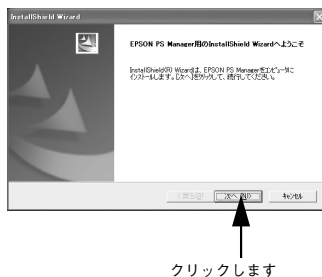 InstallShield Wizard
EPSON PS Manager用のInstallShield Wizardへようこそ
InstallShield(R) Wizardは、EPSON PS Managerをコンピュータに
インストールします。[次へ]をクリックして、続行してください。
< 戻る(B)
次へ(N)>
キャンセル
クリックします